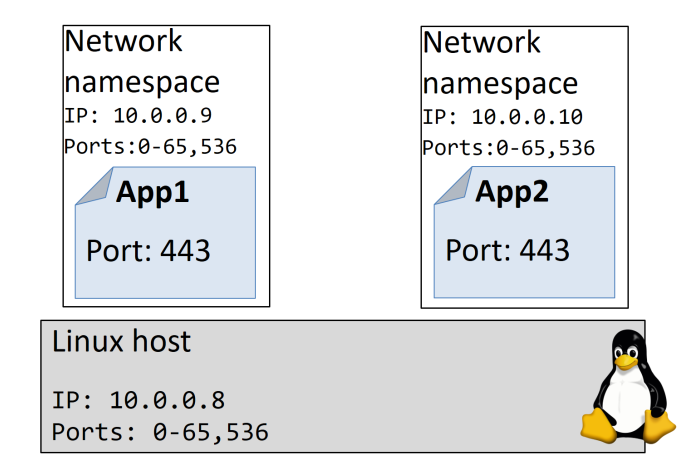 Network
namespace
IP: 10.0.0.9
Ports:0-65,536
App1
Port: 443
Network
namespace
IP: 10.0.0.10
Ports:0-65,536
App2
Port: 443
Linux host
IP: 10.0.0.8
Ports: 0-65,536